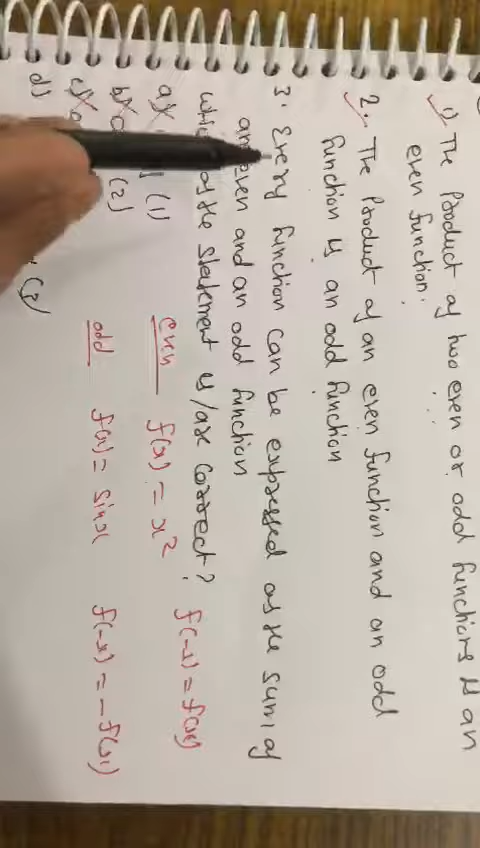 1) The Product of two even or odd functions is an
even function.
2. The Product of an even function and an odd
function is an odd function
3. Every function can be expressed as the sum of
an even and an odd function
of the statement is/are correct?
a) (1)
b) (2)
c)
d) (3)
even f(x) = x² f(-x) = f(x)
odd f(x) = sinx f(-x) = -f(x)